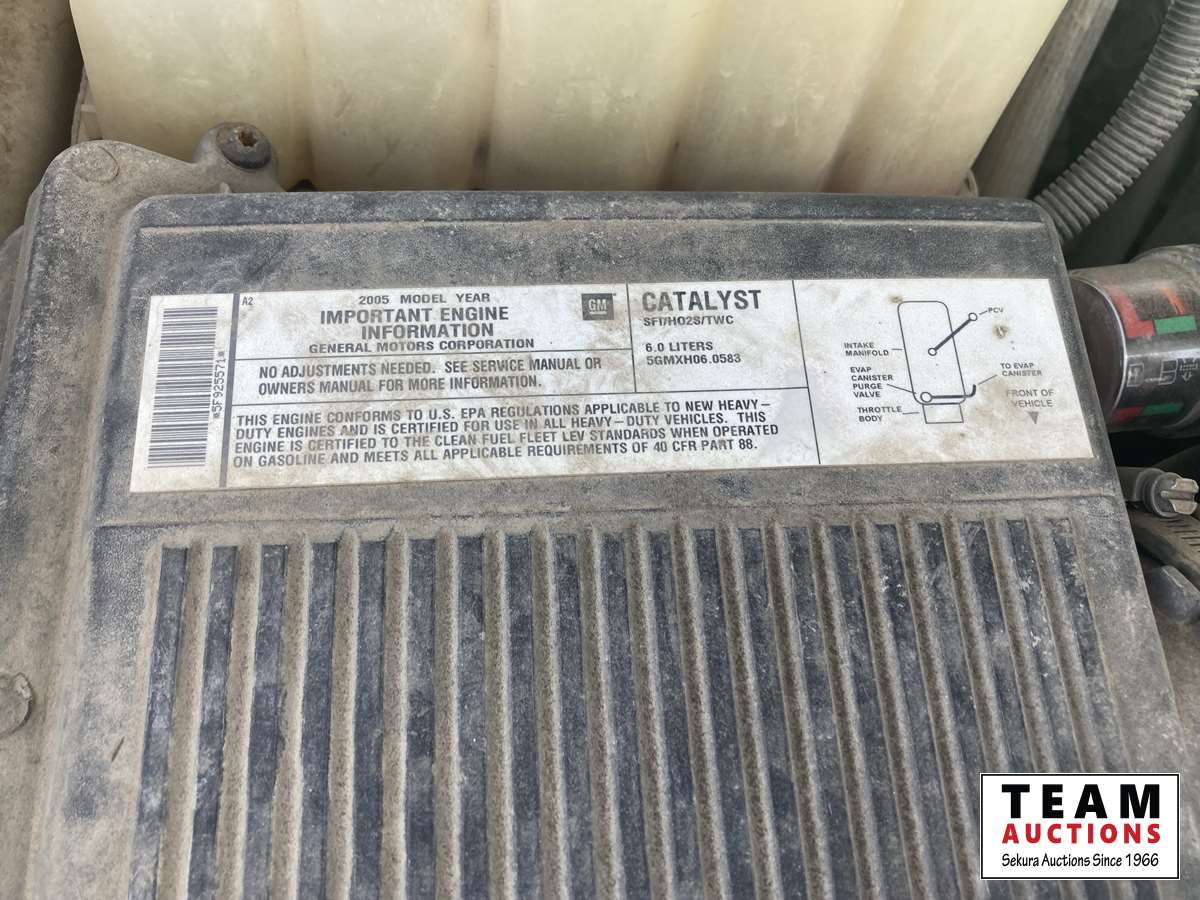 5F925571
A2
2005 MODEL YEAR
IMPORTANT ENGINE
INFORMATION
GENERAL MOTORS CORPORATION
GM
NO ADJUSTMENTS NEEDED. SEE SERVICE MANUAL OR
OWNERS MANUAL FOR MORE INFORMATION.
CATALYST
SFI/HO2S/TWC
6.0 LITERS
5GMXH06.0583
THIS ENGINE CONFORMS TO U.S. EPA REGULATIONS APPLICABLE TO NEW HEAVY-
DUTY ENGINES AND IS CERTIFIED FOR USE IN ALL HEAVY-DUTY VEHICLES. THIS
ENGINE IS CERTIFIED TO THE CLEAN FUEL FLEET LEV STANDARDS WHEN OPERATED
ON GASOLINE AND MEETS ALL APPLICABLE REQUIREMENTS OF 40 CFR PART 88.
PCV
INTAKE
MANIFOLD
EVAP
CANISTER
PURGE
VALVE
THROTTLE
BODY
TO EVAP
CANISTER
FRONT OF
VEHICLE
TEAM
AUCTIONS
Sekura Auctions Since 1966